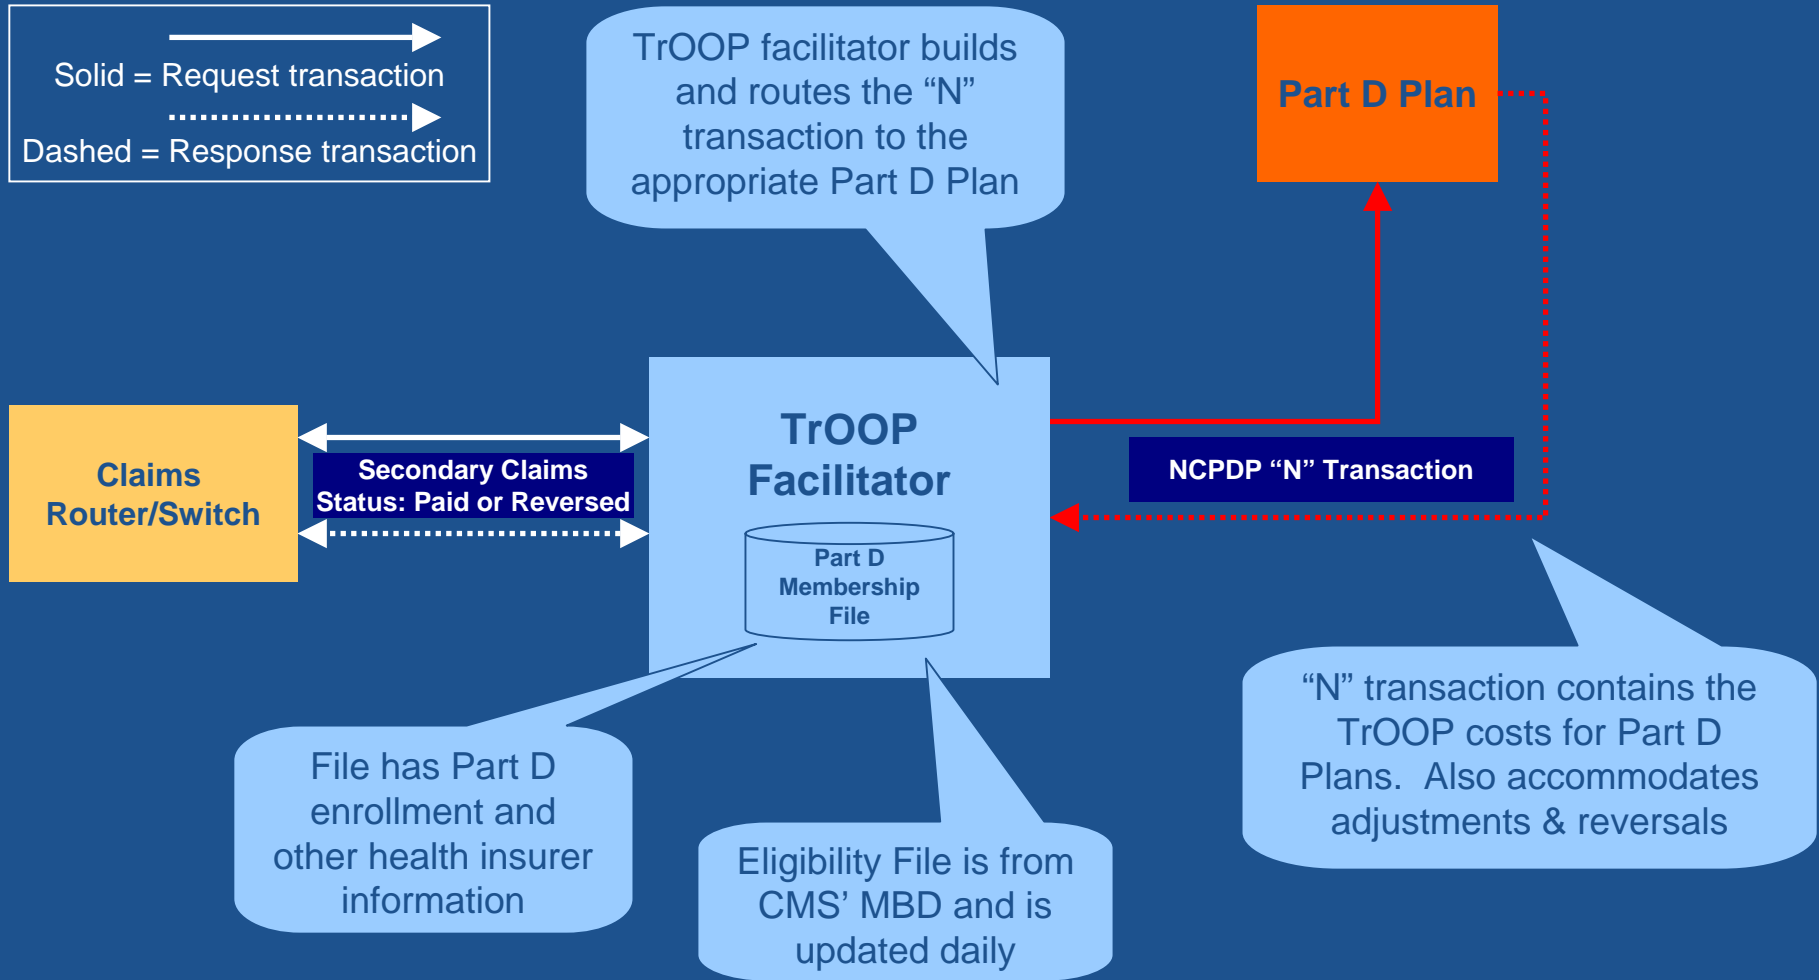 Solid = Request transaction
Dashed = Response transaction
TrOOP facilitator builds
and routes the “N”
transaction to the
appropriate Part D Plan
Part D Plan
Claims
Router/Switch
Secondary Claims
Status: Paid or Reversed
TrOOP
Facilitator
Part D
Membership
File
NCPDP “N” Transaction
File has Part D
enrollment and
other health insurer
information
Eligibility File is from
CMS’ MBD and is
updated daily
“N” transaction contains the
TrOOP costs for Part D
Plans.  Also accommodates
adjustments & reversals